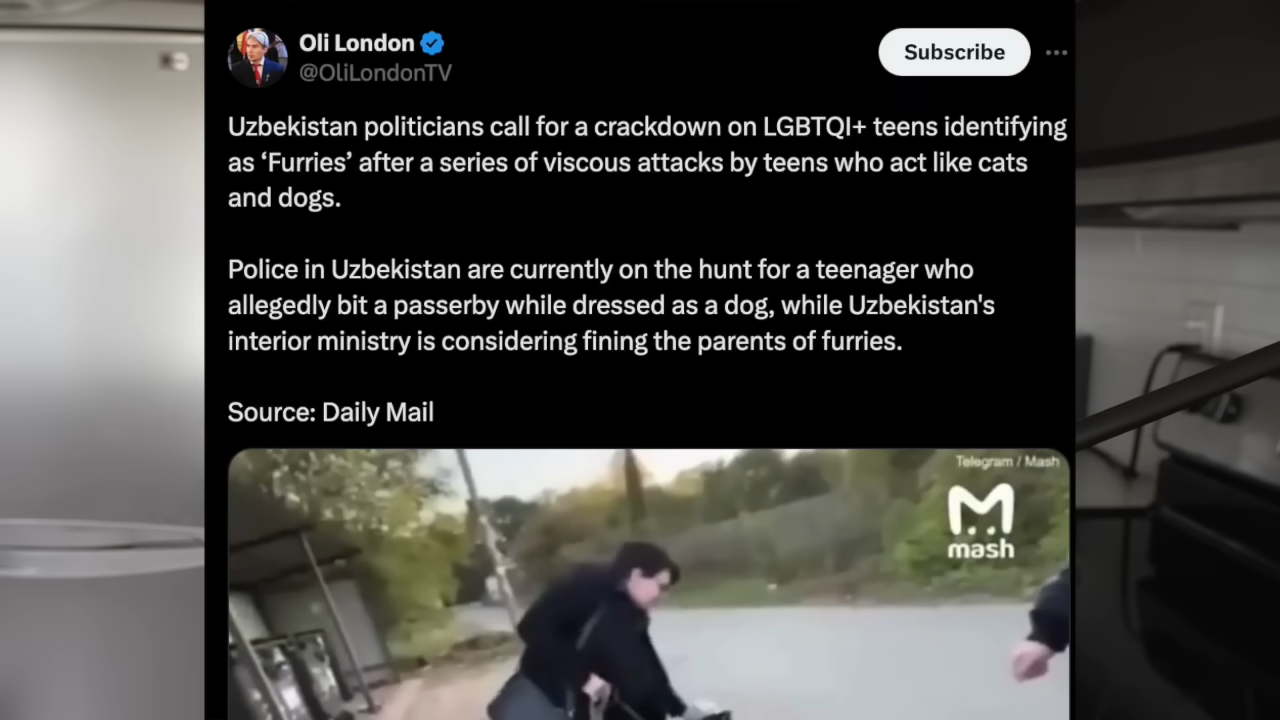 Oli London
@OliLondonTV
Subscribe
Uzbekistan politicians call for a crackdown on LGBTQI+ teens identifying
as ‘Furries’ after a series of viscous attacks by teens who act like cats
and dogs.
Police in Uzbekistan are currently on the hunt for a teenager who
allegedly bit a passerby while dressed as a dog, while Uzbekistan's
interior ministry is considering fining the parents of furries.
Source: Daily Mail
Telegram / Mash
mash